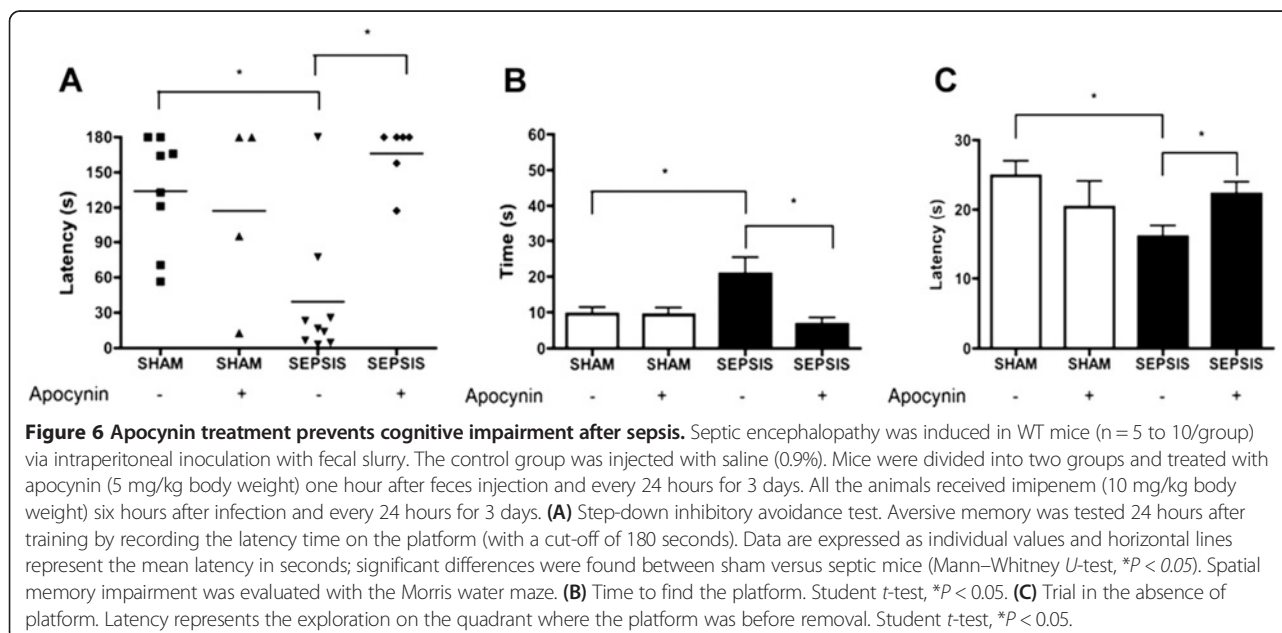 A
B
C
*
*
*
*
*
*
Latency (s)
180
150
120
90
60
30
0
SHAM SHAM SEPSIS SEPSIS
Apocynin - + - +
Time (s)
60
50
40
30
20
10
0
SHAM SHAM SEPSIS SEPSIS
Apocynin - + - +
Latency (s)
30
20
10
0
SHAM SHAM SEPSIS SEPSIS
Apocynin - + - +
Figure 6 Apocynin treatment prevents cognitive impairment after sepsis. Septic encephalopathy was induced in WT mice (n = 5 to 10/group)
via intraperitoneal inoculation with fecal slurry. The control group was injected with saline (0.9%). Mice were divided into two groups and treated with
apocynin (5 mg/kg body weight) one hour after feces injection and every 24 hours for 3 days. All the animals received imipenem (10 mg/kg body
weight) six hours after infection and every 24 hours for 3 days. (A) Step-down inhibitory avoidance test. Aversive memory was tested 24 hours after
training by recording the latency time on the platform (with a cut-off of 180 seconds). Data are expressed as individual values and horizontal lines
represent the mean latency in seconds; significant differences were found between sham versus septic mice (Mann–Whitney U-test, *P < 0.05). Spatial
memory impairment was evaluated with the Morris water maze. (B) Time to find the platform. Student t-test, *P < 0.05. (C) Trial in the absence of
platform. Latency represents the exploration on the quadrant where the platform was before removal. Student t-test, *P < 0.05.